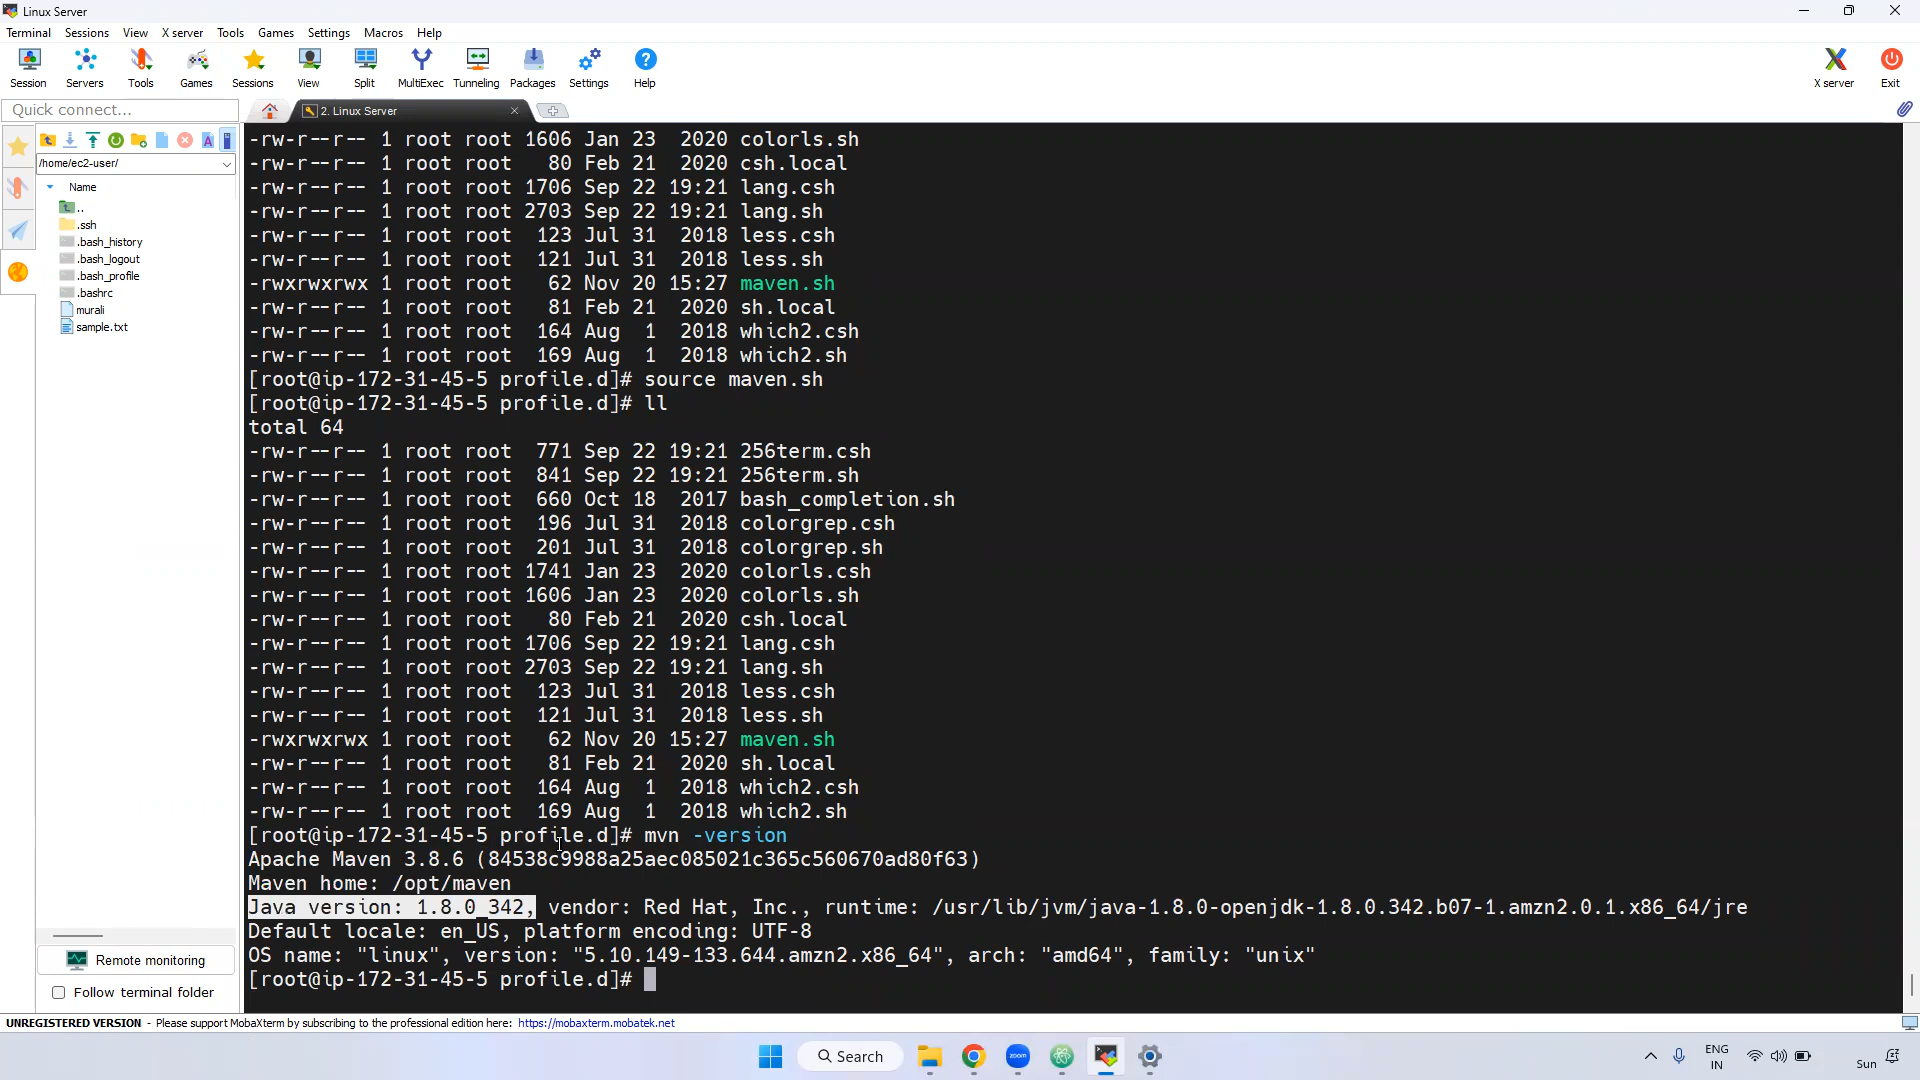 Linux Server
Terminal Sessions View X server Tools Games Settings Macros Help
Session Servers Tools Games Sessions View Split MultiExec Tunneling Packages Settings Help X server Exit
Quick connect...
2. Linux Server
/home/ec2-user/
Name
..
.ssh
.bash_history
.bash_logout
.bash_profile
.bashrc
murali
sample.txt
Remote monitoring
Follow terminal folder
-rw-r--r-- 1 root root 1606 Jan 23  2020 colorls.sh
-rw-r--r-- 1 root root   80 Feb 21  2020 csh.local
-rw-r--r-- 1 root root 1706 Sep 22 19:21 lang.csh
-rw-r--r-- 1 root root 2703 Sep 22 19:21 lang.sh
-rw-r--r-- 1 root root  123 Jul 31  2018 less.csh
-rw-r--r-- 1 root root  121 Jul 31  2018 less.sh
-rwxrwxrwx 1 root root   62 Nov 20 15:27 maven.sh
-rw-r--r-- 1 root root   81 Feb 21  2020 sh.local
-rw-r--r-- 1 root root  164 Aug  1  2018 which2.csh
-rw-r--r-- 1 root root  169 Aug  1  2018 which2.sh
[root@ip-172-31-45-5 profile.d]# source maven.sh
[root@ip-172-31-45-5 profile.d]# ll
total 64
-rw-r--r-- 1 root root  771 Sep 22 19:21 256term.csh
-rw-r--r-- 1 root root  841 Sep 22 19:21 256term.sh
-rw-r--r-- 1 root root  660 Oct 18  2017 bash_completion.sh
-rw-r--r-- 1 root root  196 Jul 31  2018 colorgrep.csh
-rw-r--r-- 1 root root  201 Jul 31  2018 colorgrep.sh
-rw-r--r-- 1 root root 1741 Jan 23  2020 colorls.csh
-rw-r--r-- 1 root root 1606 Jan 23  2020 colorls.sh
-rw-r--r-- 1 root root   80 Feb 21  2020 csh.local
-rw-r--r-- 1 root root 1706 Sep 22 19:21 lang.csh
-rw-r--r-- 1 root root 2703 Sep 22 19:21 lang.sh
-rw-r--r-- 1 root root  123 Jul 31  2018 less.csh
-rw-r--r-- 1 root root  121 Jul 31  2018 less.sh
-rwxrwxrwx 1 root root   62 Nov 20 15:27 maven.sh
-rw-r--r-- 1 root root   81 Feb 21  2020 sh.local
-rw-r--r-- 1 root root  164 Aug  1  2018 which2.csh
-rw-r--r-- 1 root root  169 Aug  1  2018 which2.sh
[root@ip-172-31-45-5 profile.d]# mvn -version
Apache Maven 3.8.6 (84538c9988a25aec085021c365c560670ad80f63)
Maven home: /opt/maven
Java version: 1.8.0_342, vendor: Red Hat, Inc., runtime: /usr/lib/jvm/java-1.8.0-openjdk-1.8.0.342.b07-1.amzn2.0.1.x86_64/jre
Default locale: en_US, platform encoding: UTF-8
OS name: "linux", version: "5.10.149-133.644.amzn2.x86_64", arch: "amd64", family: "unix"
[root@ip-172-31-45-5 profile.d]#
UNREGISTERED VERSION - Please support MobaXterm by subscribing to the professional edition here: https://mobaxterm.mobatek.net
Search
zoom
ENG
IN
Sun